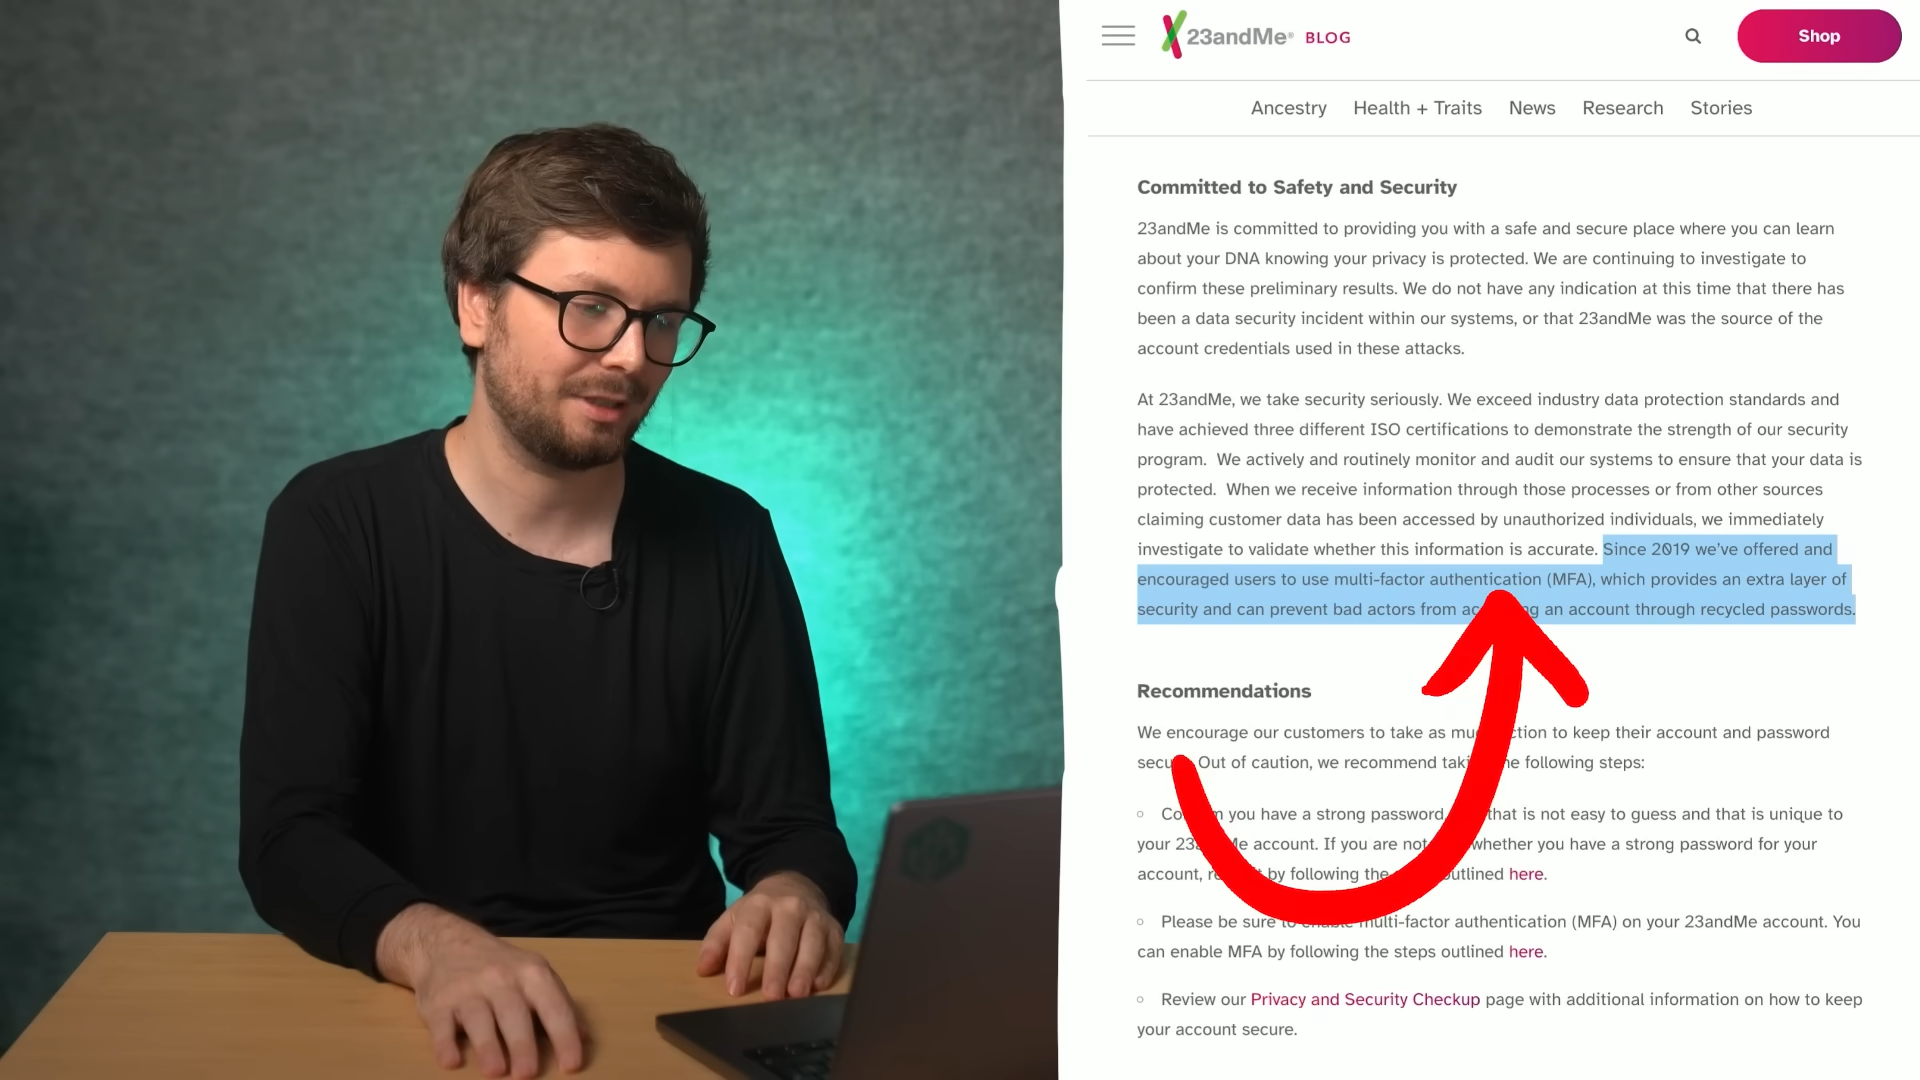 23andMe® BLOG
Shop
Ancestry Health + Traits News Research Stories
Committed to Safety and Security
23andMe is committed to providing you with a safe and secure place where you can learn
about your DNA knowing your privacy is protected. We are continuing to investigate to
confirm these preliminary results. We do not have any indication at this time that there has
been a data security incident within our systems, or that 23andMe was the source of the
account credentials used in these attacks.
At 23andMe, we take security seriously. We exceed industry data protection standards and
have achieved three different ISO certifications to demonstrate the strength of our security
program. We actively and routinely monitor and audit our systems to ensure that your data is
protected. When we receive information through those processes or from other sources
claiming customer data has been accessed by unauthorized individuals, we immediately
investigate to validate whether this information is accurate. Since 2019 we've offered and
encouraged users to use multi-factor authentication (MFA), which provides an extra layer of
security and can prevent bad actors from an account through recycled passwords.
Recommendations
We encourage our customers to take as to keep their account and password
Out of caution, we recommend following steps:
you have a strong password, that is not easy to guess and that is unique to
your account. If you are not whether you have a strong password for your
account, by following the outlined here.
Please be sure to enable multi-factor authentication (MFA) on your 23andMe account. You
can enable MFA by following the steps outlined here.
Review our Privacy and Security Checkup page with additional information on how to keep
your account secure.